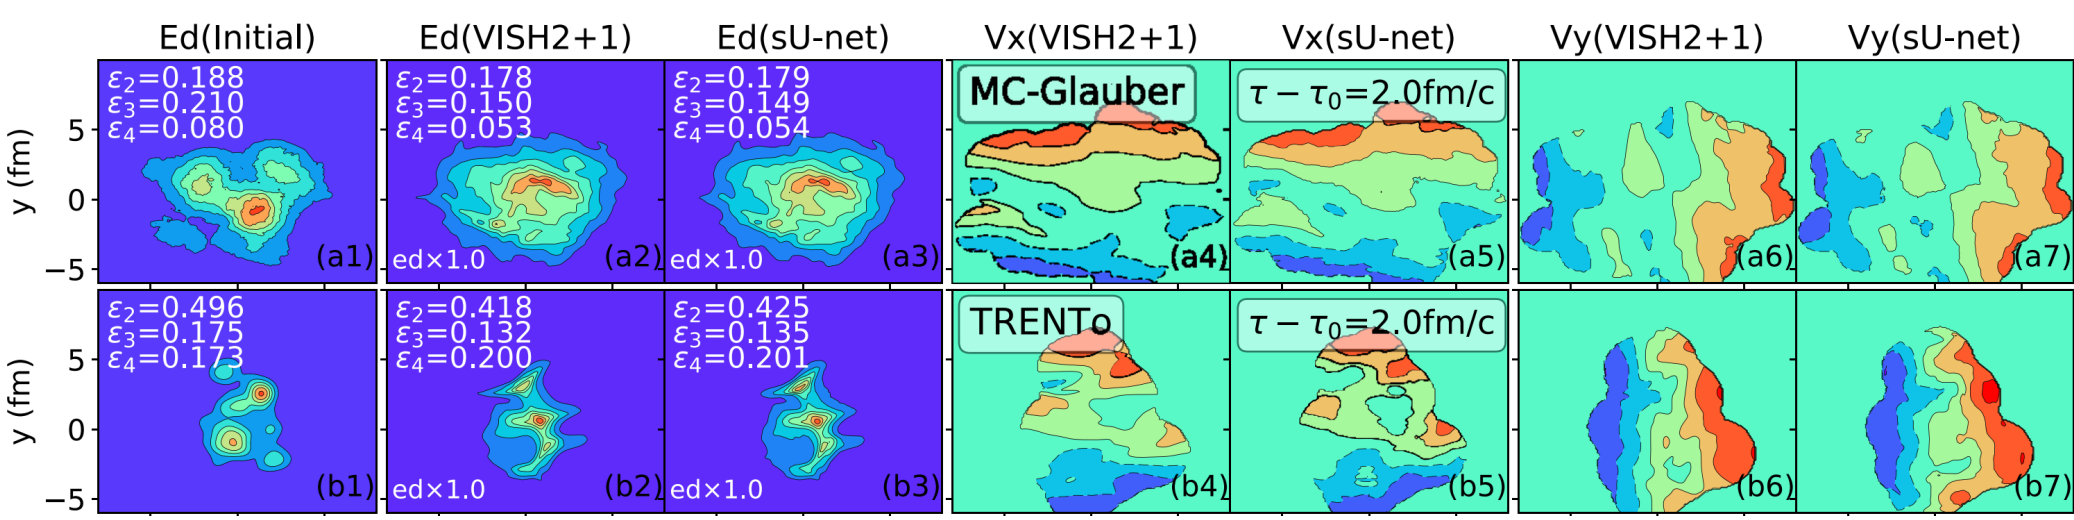 Ed(Initial) Ed(VISH2+1) Ed(sU-net) Vx(VISH2+1) Vx(sU-net) Vy(VISH2+1) Vy(sU-net)
ε₂=0.188 ε₂=0.178 ε₂=0.179 MC-Glauber τ − τ₀=2.0fm/c
ε₃=0.210 ε₃=0.150 ε₃=0.149
ε₄=0.080 ε₄=0.053 ε₄=0.054
y (fm)
5
0
−5
(a1) ed×1.0 (a2) ed×1.0 (a3) (a4) (a5) (a6) (a7)
ε₂=0.496 ε₂=0.418 ε₂=0.425 TRENTo τ − τ₀=2.0fm/c
ε₃=0.175 ε₃=0.132 ε₃=0.135
ε₄=0.173 ε₄=0.200 ε₄=0.201
y (fm)
5
0
−5
(b1) ed×1.0 (b2) ed×1.0 (b3) (b4) (b5) (b6) (b7)